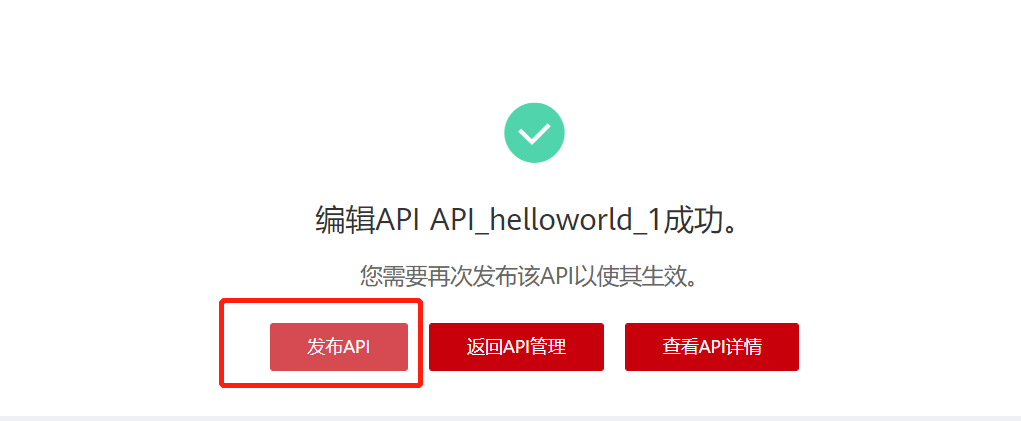 编辑API API_helloworld_1成功。
您需要再次发布该API以使其生效。
发布API 返回API管理 查看API详情